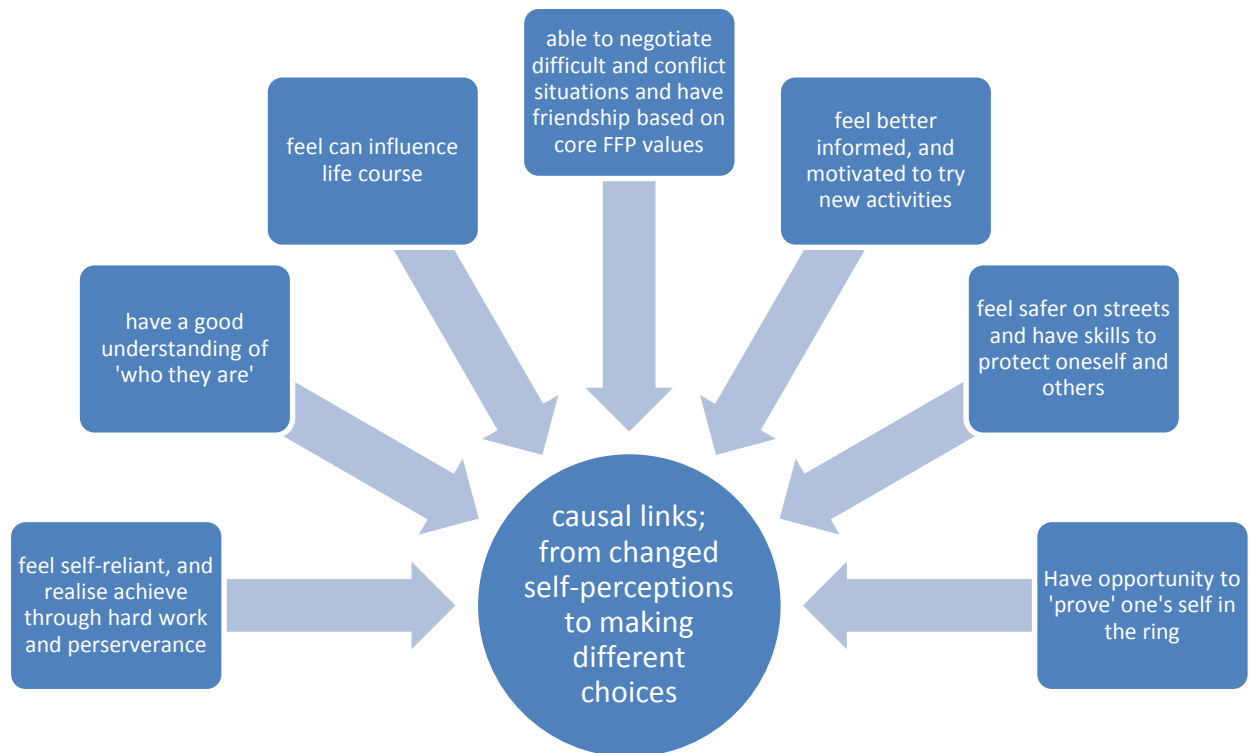 able to negotiate
difficult and conflict
situations and have
friendship based on
core FFP values
feel can influence
life course
feel better
informed, and
motivated to try
new activities
have a good
understanding of
'who they are'
feel safer on streets
and have skills to
protect oneself and
others
feel self-reliant, and
realise achieve
through hard work
and perserverance
causal links;
from changed
self-perceptions
to making
different
choices
Have opportunity to
'prove' one's self in
the ring